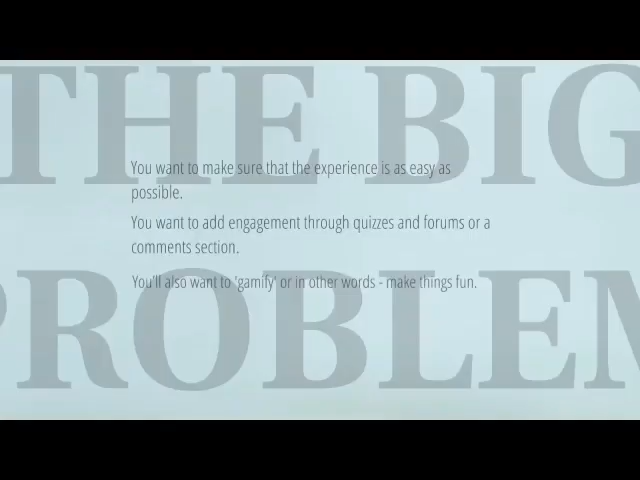 THE BIG
You want to make sure that the experience is as easy as
possible.
You want to add engagement through quizzes and forums or a
comments section.
PROBLEM
You'll also want to 'gamify' or in other words - make things fun.